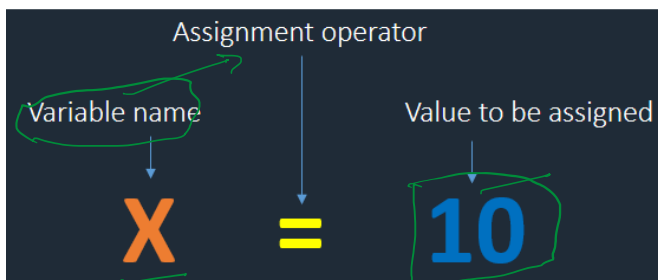 Assignment operator
Variable name Value to be assigned
X = 10